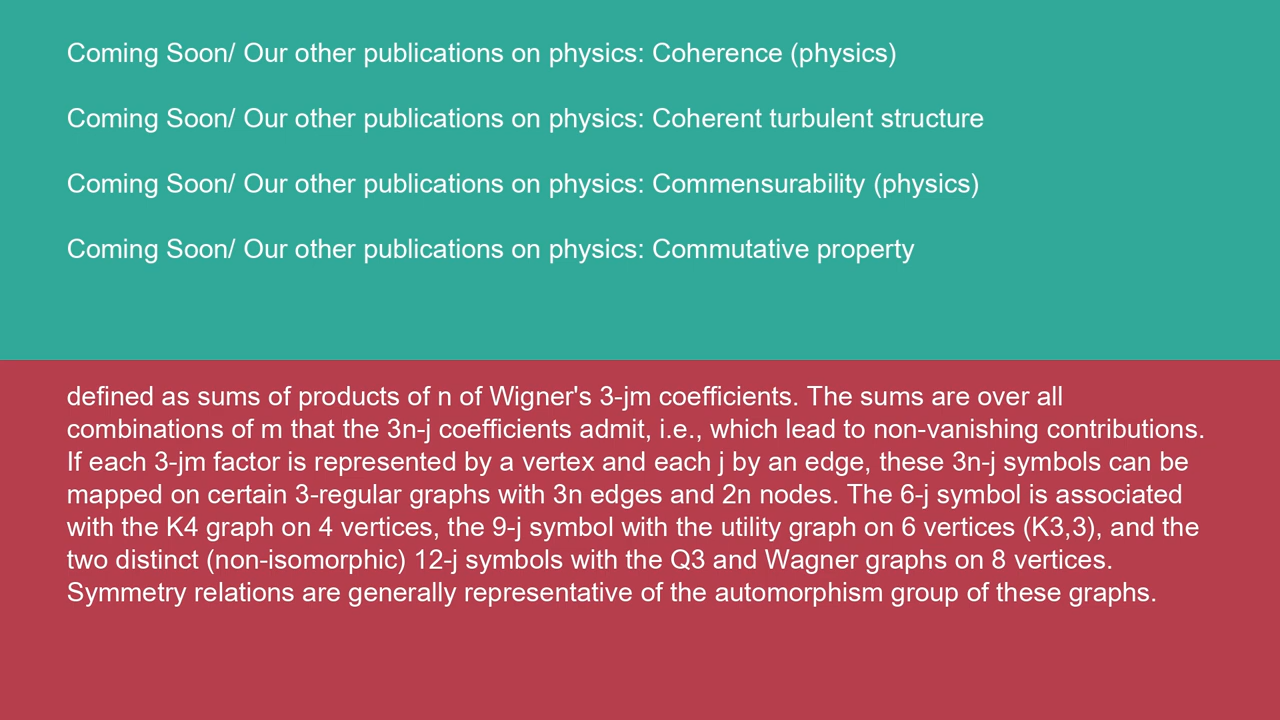 Coming Soon/ Our other publications on physics: Coherence (physics)
Coming Soon/ Our other publications on physics: Coherent turbulent structure
Coming Soon/ Our other publications on physics: Commensurability (physics)
Coming Soon/ Our other publications on physics: Commutative property
defined as sums of products of n of Wigner's 3-jm coefficients. The sums are over all
combinations of m that the 3n-j coefficients admit, i.e., which lead to non-vanishing contributions.
If each 3-jm factor is represented by a vertex and each j by an edge, these 3n-j symbols can be
mapped on certain 3-regular graphs with 3n edges and 2n nodes. The 6-j symbol is associated
with the K4 graph on 4 vertices, the 9-j symbol with the utility graph on 6 vertices (K3,3), and the
two distinct (non-isomorphic) 12-j symbols with the Q3 and Wagner graphs on 8 vertices.
Symmetry relations are generally representative of the automorphism group of these graphs.